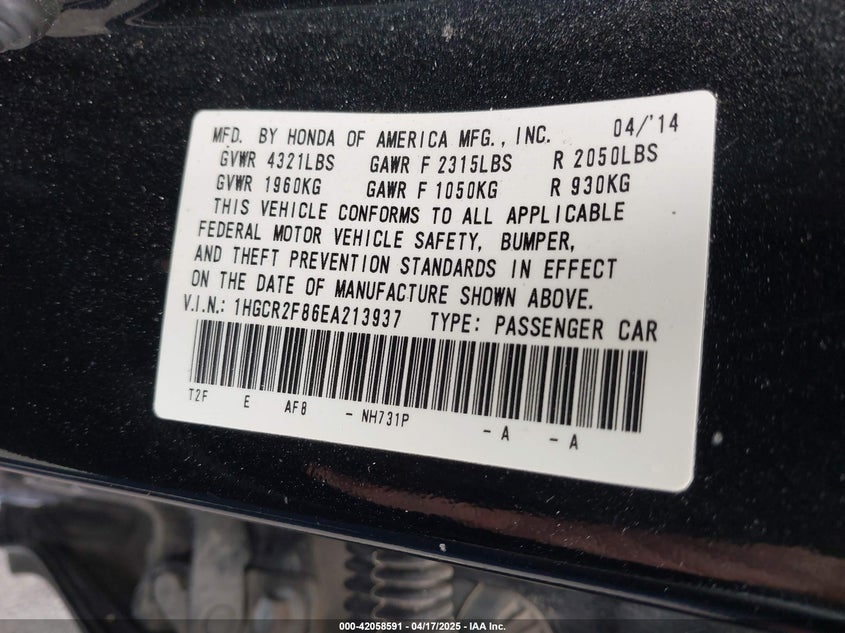 MFD. BY HONDA OF AMERICA MFG., INC. 04/'14
GVWR 4321LBS GAWR F 2315LBS R 2050LBS
GVWR 1960KG GAWR F 1050KG R 930KG
THIS VEHICLE CONFORMS TO ALL APPLICABLE
FEDERAL MOTOR VEHICLE SAFETY, BUMPER,
AND THEFT PREVENTION STANDARDS IN EFFECT
ON THE DATE OF MANUFACTURE SHOWN ABOVE.
V.I.N.: 1HGCR2F86EA213937 TYPE: PASSENGER CAR
T2F E AF8 - NH731P - A - A
000-42058591 - 04/17/2025 - IAA Inc.